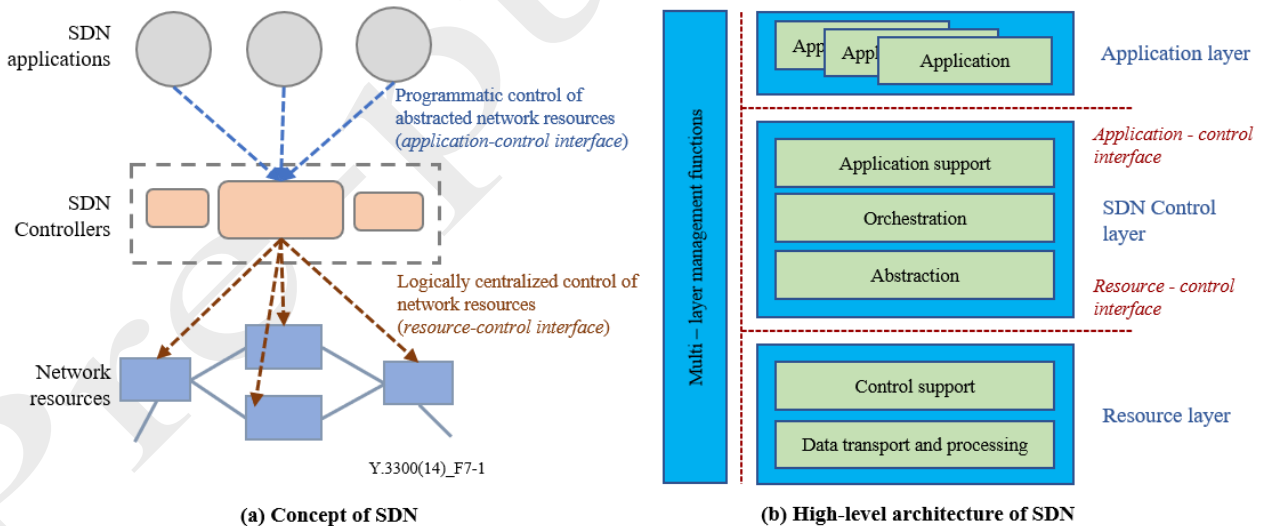 SDN
applications
Programmatic control of
abstracted network resources
(application-control interface)
SDN
Controllers
Logically centralized control of
network resources
(resource-control interface)
Network
resources
Y.3300(14)_F7-1
(a) Concept of SDN
Multi – layer management functions
App
Appl
Application
Application layer
Application - control
interface
Application support
Orchestration
Abstraction
SDN Control
layer
Resource - control
interface
Control support
Data transport and processing
Resource layer
(b) High-level architecture of SDN